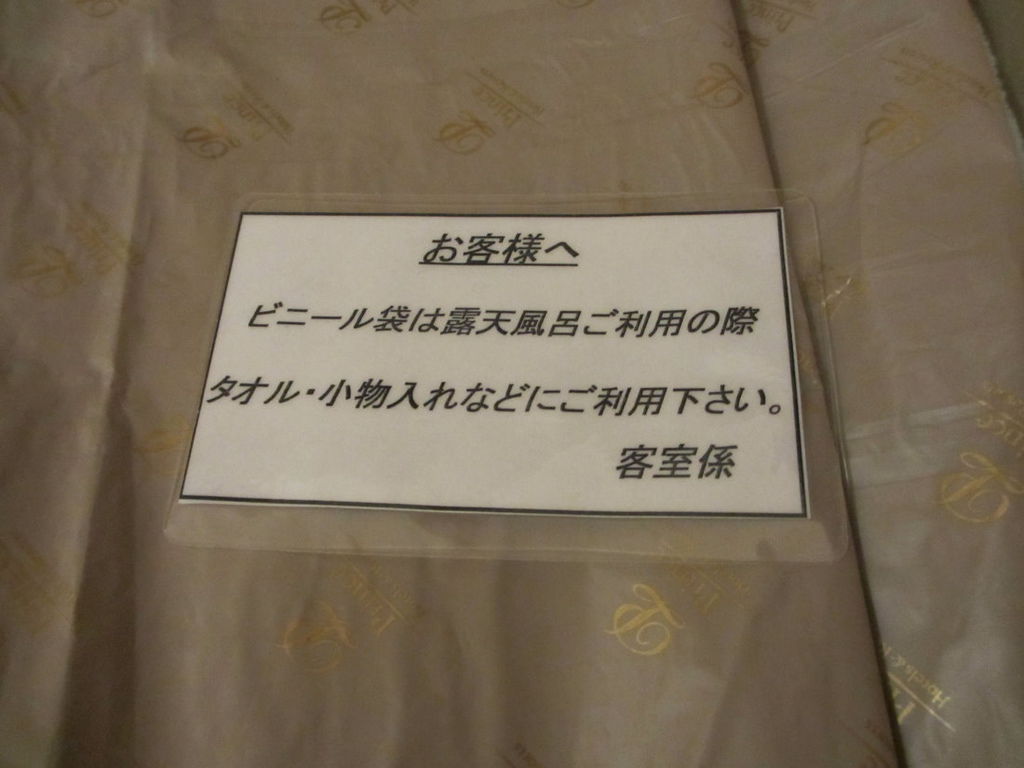 お客様へ
ビニール袋は露天風呂ご利用の際
タオル・小物入れなどにご利用下さい。
客室係
Prince